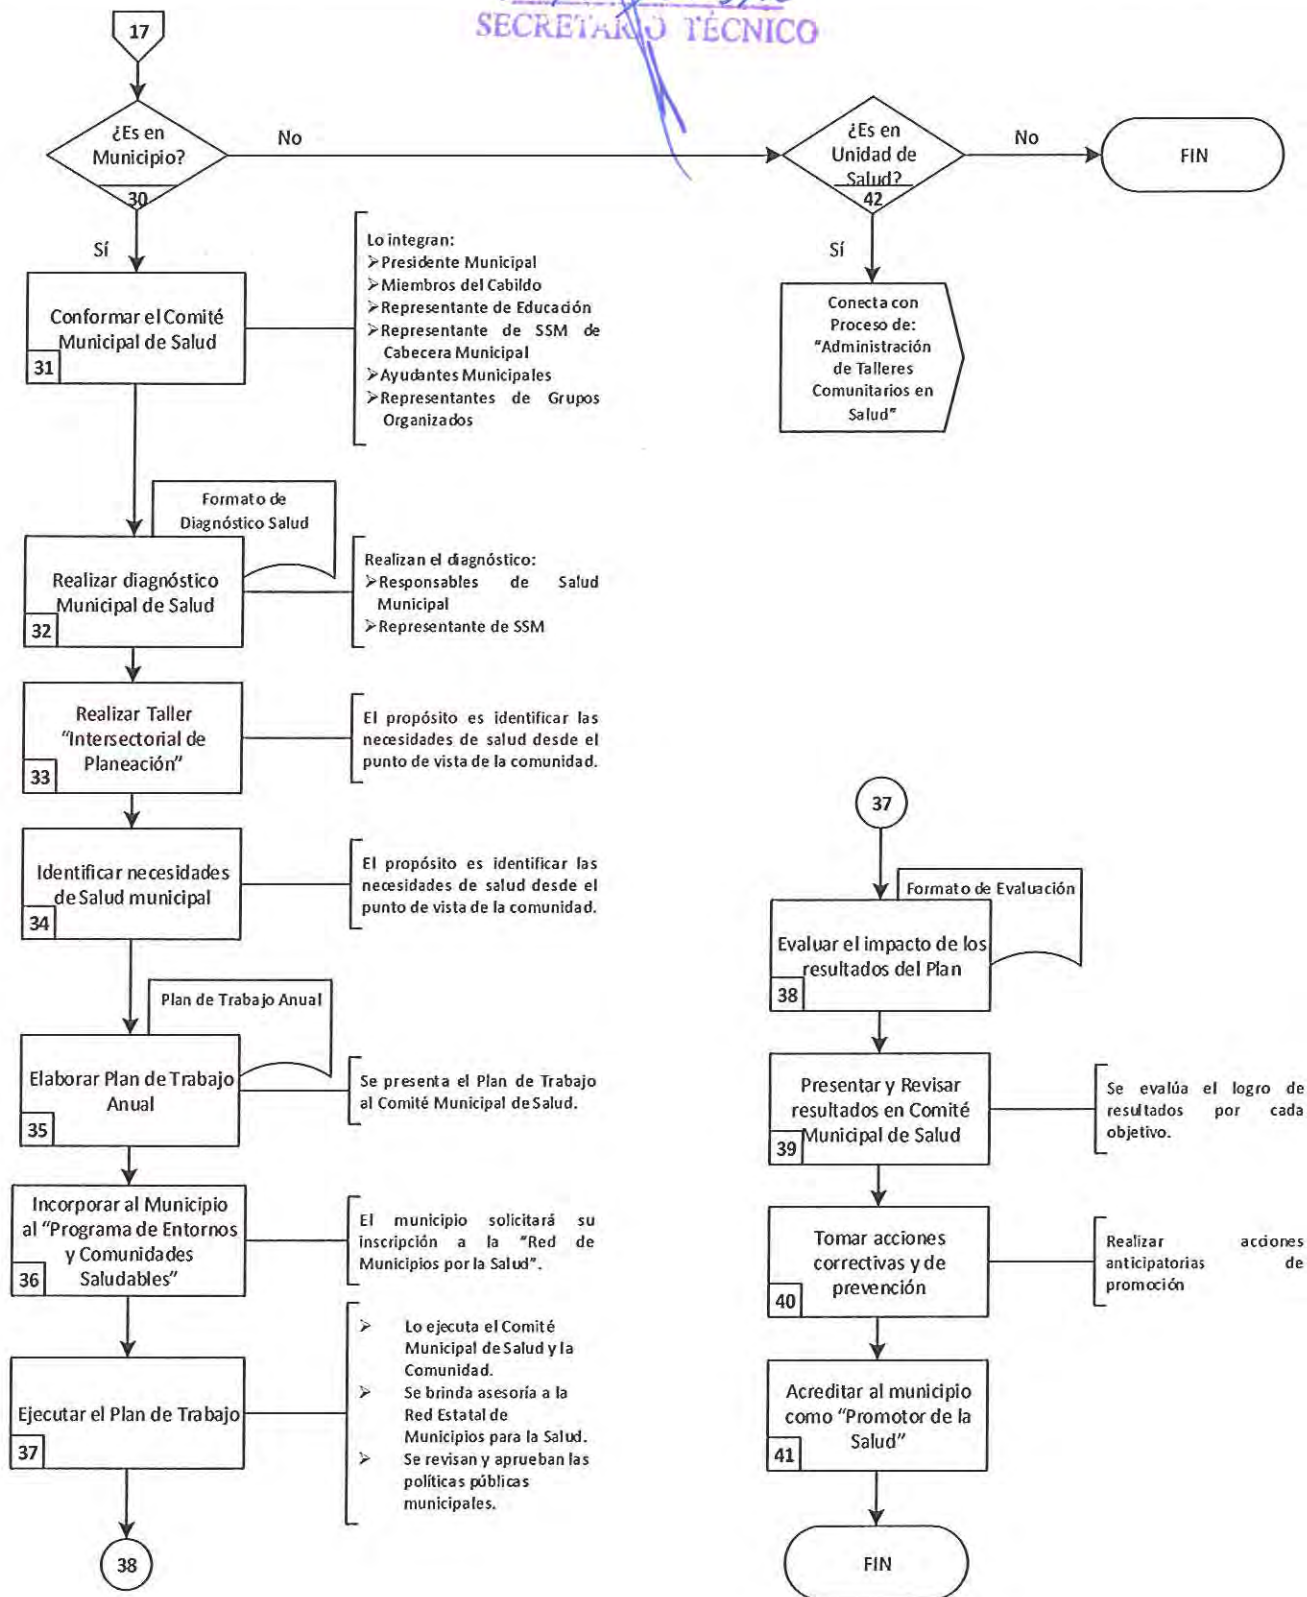 SECRETARIO TÉCNICO
17
¿Es en
Municipio?
30
No
Sí
¿Es en
Unidad de
Salud?
42
No
Sí
FIN
Conecta con
Proceso de:
"Administración
de Talleres
Comunitarios en
Salud"
Conformar el Comité
Municipal de Salud
31
Lo integran:
➢Presidente Municipal
➢Miembros del Cabildo
➢Representante de Educación
➢Representante de SSM de
Cabecera Municipal
➢Ayudantes Municipales
➢Representantes de Grupos
Organizados
Formato de
Diagnóstico Salud
Realizar diagnóstico
Municipal de Salud
32
Realizan el diagnóstico:
➢Responsables de Salud
Municipal
➢Representante de SSM
Realizar Taller
"Intersectorial de
Planeación"
33
El propósito es identificar las
necesidades de salud desde el
punto de vista de la comunidad.
Identificar necesidades
de Salud municipal
34
El propósito es identificar las
necesidades de salud desde el
punto de vista de la comunidad.
Plan de Trabajo Anual
Elaborar Plan de Trabajo
Anual
35
Se presenta el Plan de Trabajo
al Comité Municipal de Salud.
Incorporar al Municipio
al "Programa de Entornos
y Comunidades
Saludables"
36
El municipio solicitará su
inscripción a la "Red de
Municipios por la Salud".
Ejecutar el Plan de Trabajo
37
➢ Lo ejecuta el Comité
Municipal de Salud y la
Comunidad.
➢ Se brinda asesoría a la
Red Estatal de
Municipios para la Salud.
➢ Se revisan y aprueban las
políticas públicas
municipales.
38
37
Formato de Evaluación
Evaluar el impacto de los
resultados del Plan
38
Presentar y Revisar
resultados en Comité
Municipal de Salud
39
Se evalúa el logro de
resultados por cada
objetivo.
Tomar acciones
correctivas y de
prevención
40
Realizar acciones
anticipatorias de
promoción
Acreditar al municipio
como "Promotor de la
Salud"
41
FIN